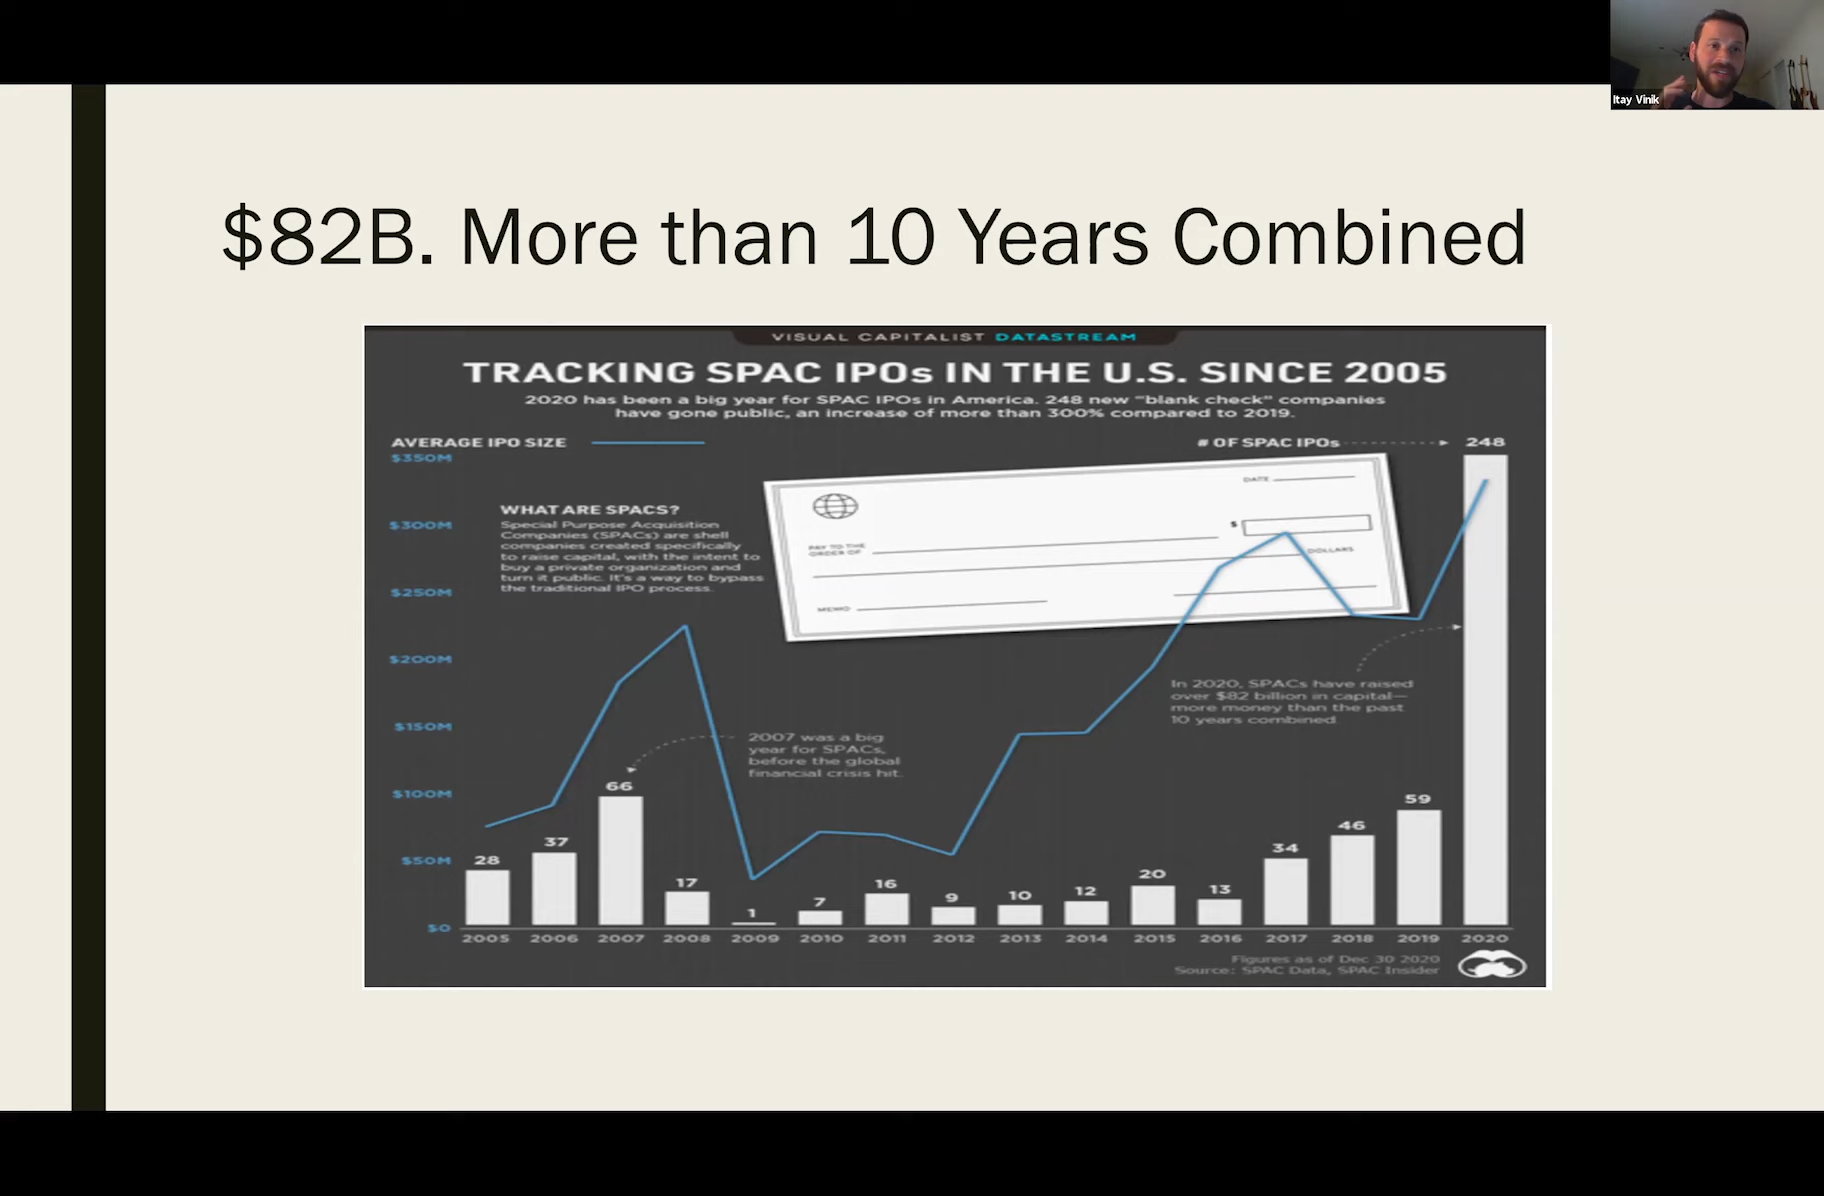 Itay Vinik
$82B. More than 10 Years Combined
VISUAL CAPITALIST DATASTREAM
TRACKING SPAC IPOs IN THE U.S. SINCE 2005
2020 has been a big year for SPAC IPOs in America. 248 new "blank check" companies
have gone public, an increase of more than 300% compared to 2019.
AVERAGE IPO SIZE
# OF SPAC IPOs
248
$350M
$300M
$250M
$200M
$150M
$100M
$50M
$0
WHAT ARE SPACS?
Special Purpose Acquisition
Companies (SPACs) are shell
companies created specifically
to raise capital, with the intent to
buy a private organization and
turn it public. It's a way to bypass
the traditional IPO process.
DATE
$
PAY TO THE
ORDER OF
DOLLARS
MEMO
In 2020, SPACs have raised
over $82 billion in capital—
more money than the past
10 years combined
2007 was a big
year for SPACs,
before the global
financial crisis hit.
28 37 66 17 1 7 16 9 10 12 20 13 34 46 59
2005 2006 2007 2008 2009 2010 2011 2012 2013 2014 2015 2016 2017 2018 2019 2020
Figures as of Dec 30 2020
Source: SPAC Data, SPAC Insider